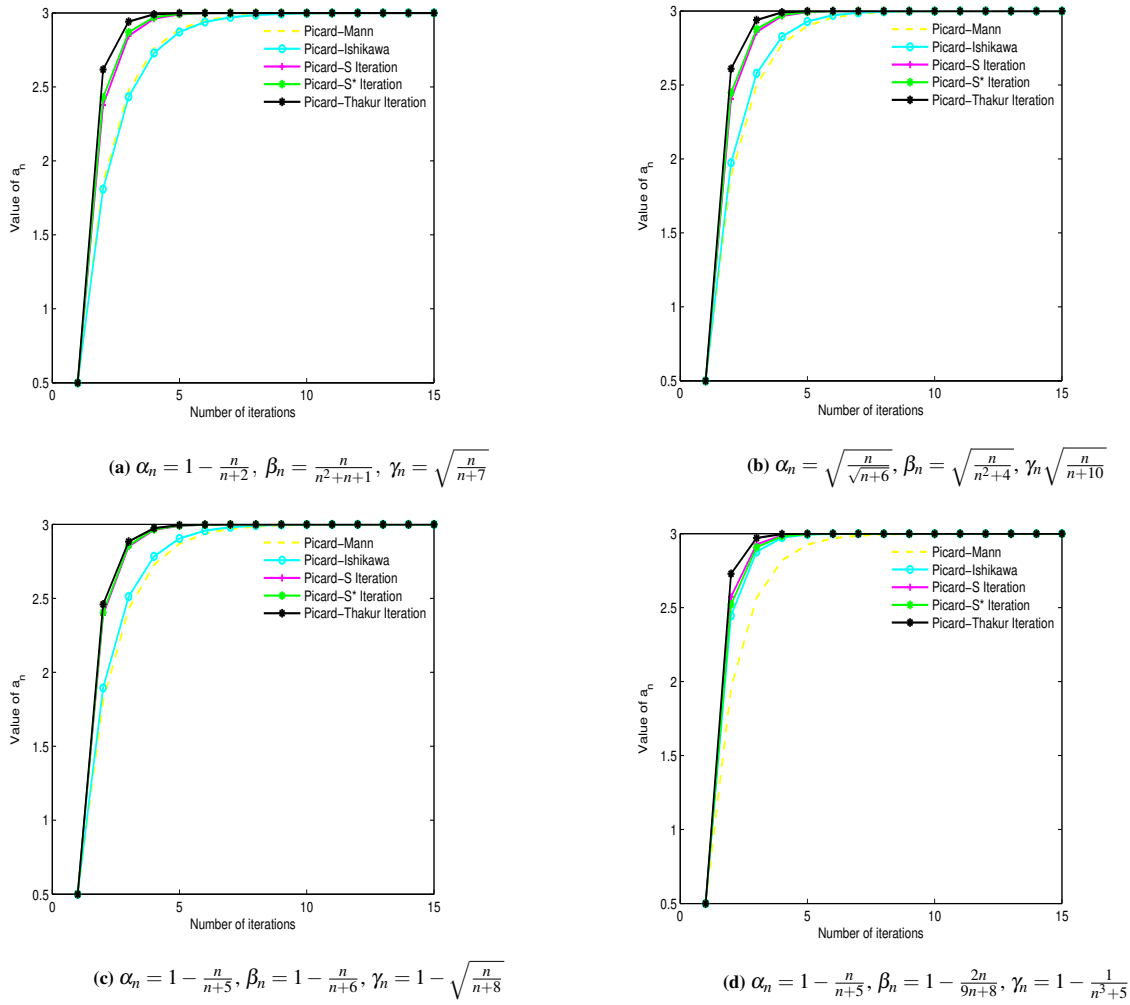 3
2.5
2
1.5
1
0.5
0
5
10
15
Value of a_n
Number of iterations
Picard−Mann
Picard−Ishikawa
Picard−S Iteration
Picard−S* Iteration
Picard−Thakur Iteration
(a) α_n = 1 − n/(n+2), β_n = n/(n²+n+1), γ_n = √(n/(n+7))
3
2.5
2
1.5
1
0.5
0
5
10
15
Value of a_n
Number of iterations
Picard−Mann
Picard−Ishikawa
Picard−S Iteration
Picard−S* Iteration
Picard−Thakur Iteration
(b) α_n = √(n/√(n+6)), β_n = √(n/(n²+4)), γ_n√(n/(n+10))
3
2.5
2
1.5
1
0.5
0
5
10
15
Value of a_n
Number of iterations
Picard−Mann
Picard−Ishikawa
Picard−S Iteration
Picard−S* Iteration
Picard−Thakur Iteration
(c) α_n = 1 − n/(n+5), β_n = 1 − n/(n+6), γ_n = 1 − √(n/(n+8))
3
2.5
2
1.5
1
0.5
0
5
10
15
Value of a_n
Number of iterations
Picard−Mann
Picard−Ishikawa
Picard−S Iteration
Picard−S* Iteration
Picard−Thakur Iteration
(d) α_n = 1 − n/(n+5), β_n = 1 − 2n/(9n+8), γ_n = 1 − 1/(n³+5)